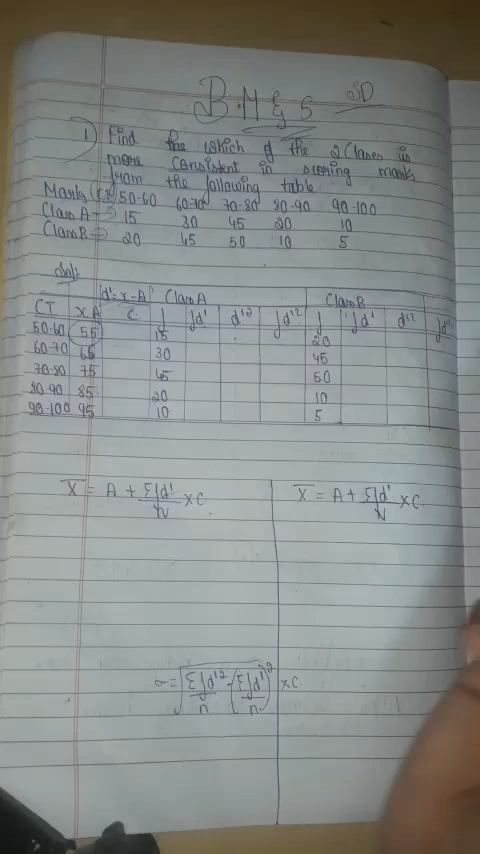 B.M & S SD
1) Find the which of the 2 Classes is
more consistent in scoring marks
from the following table
Marks 50-60 60-70 70-80 80-90 90-100
Class A 15 30 45 20 10
Class B 20 45 50 10 5
Sol:
d'= x-A Class A Class B
CI x C f fd' d'2 fd'2 f fd' d'2 fd'2
50-60 55 A 15 20
60-70 65 30 45
70-80 75 45 50
80-90 85 20 10
90-100 95 10 5
X̄ = A + Σfd'/N × C X̄ = A + Σfd'/N × C
σ = √Σfd'2/n - (Σfd'/n)2 × C